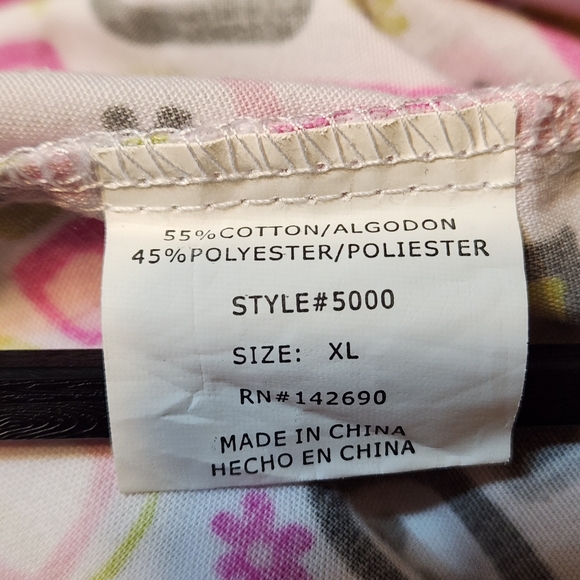 55%COTTON/ALGODON
45%POLYESTER/POLIESTER
STYLE#5000
SIZE: XL
RN#142690
MADE IN CHINA
HECHO EN CHINA